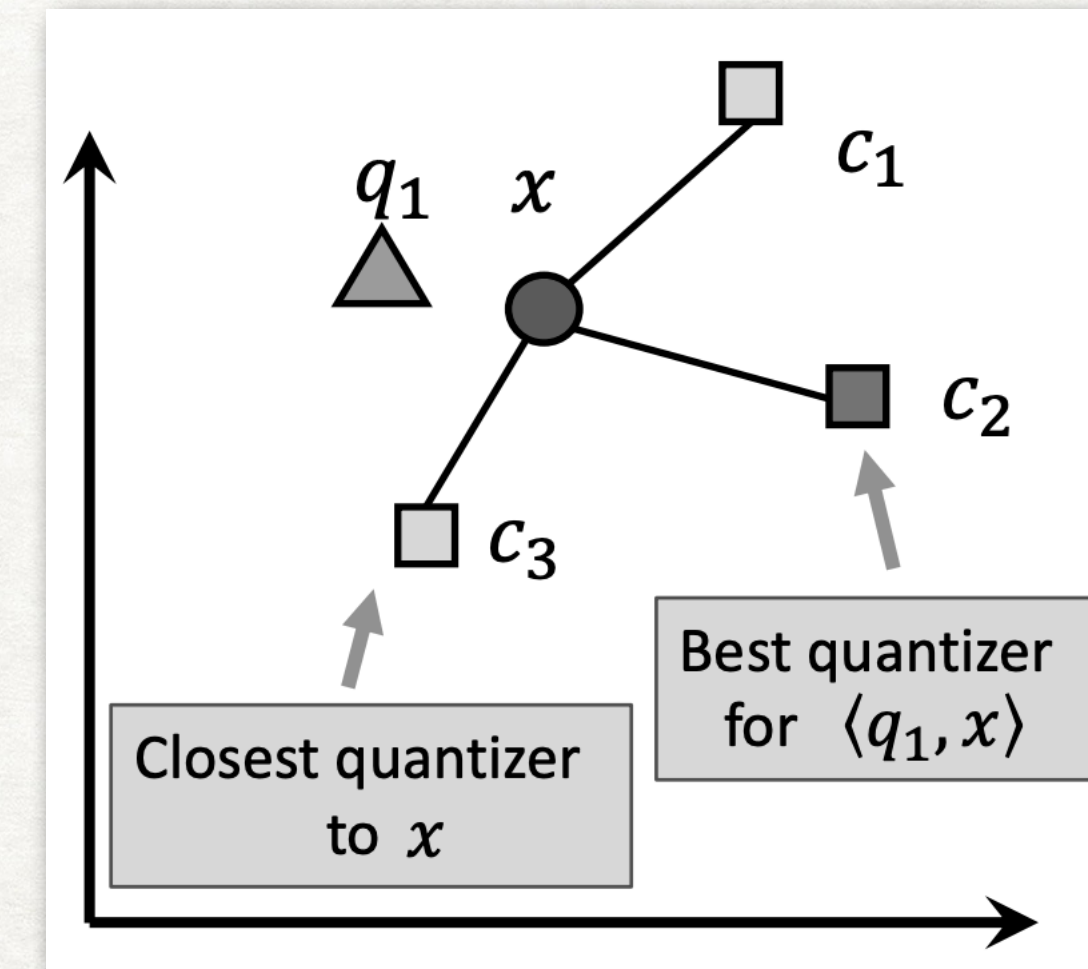 c₁
q₁ x
c₂
c₃
Best quantizer
for ⟨q₁, x⟩
Closest quantizer
to x